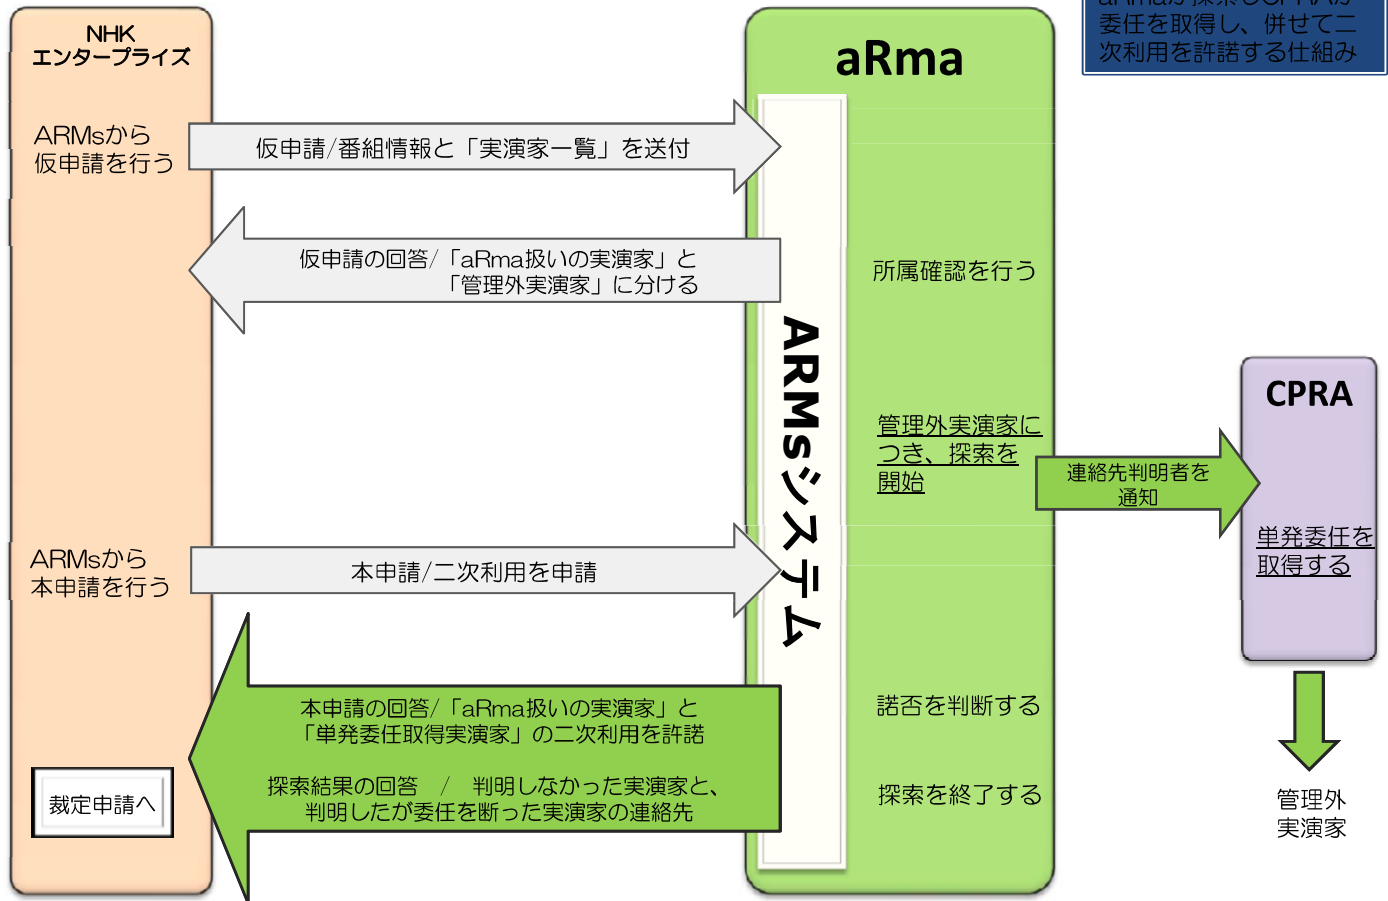 NHK
エンタープライズ
aRma
委任を取得し、併せて二
次利用を許諾する仕組み
ARMsから
仮申請を行う
仮申請/番組情報と「実演家一覧」を送付
仮申請の回答/「aRma扱いの実演家」と
「管理外実演家」に分ける
所属確認を行う
ARMsシステム
管理外実演家に
つき、探索を
開始
連絡先判明者を
通知
CPRA
単発委任を
取得する
ARMsから
本申請を行う
本申請/二次利用を申請
本申請の回答/「aRma扱いの実演家」と
「単発委任取得実演家」の二次利用を許諾
諾否を判断する
探索結果の回答　/　判明しなかった実演家と、
判明したが委任を断った実演家の連絡先
探索を終了する
裁定申請へ
管理外
実演家